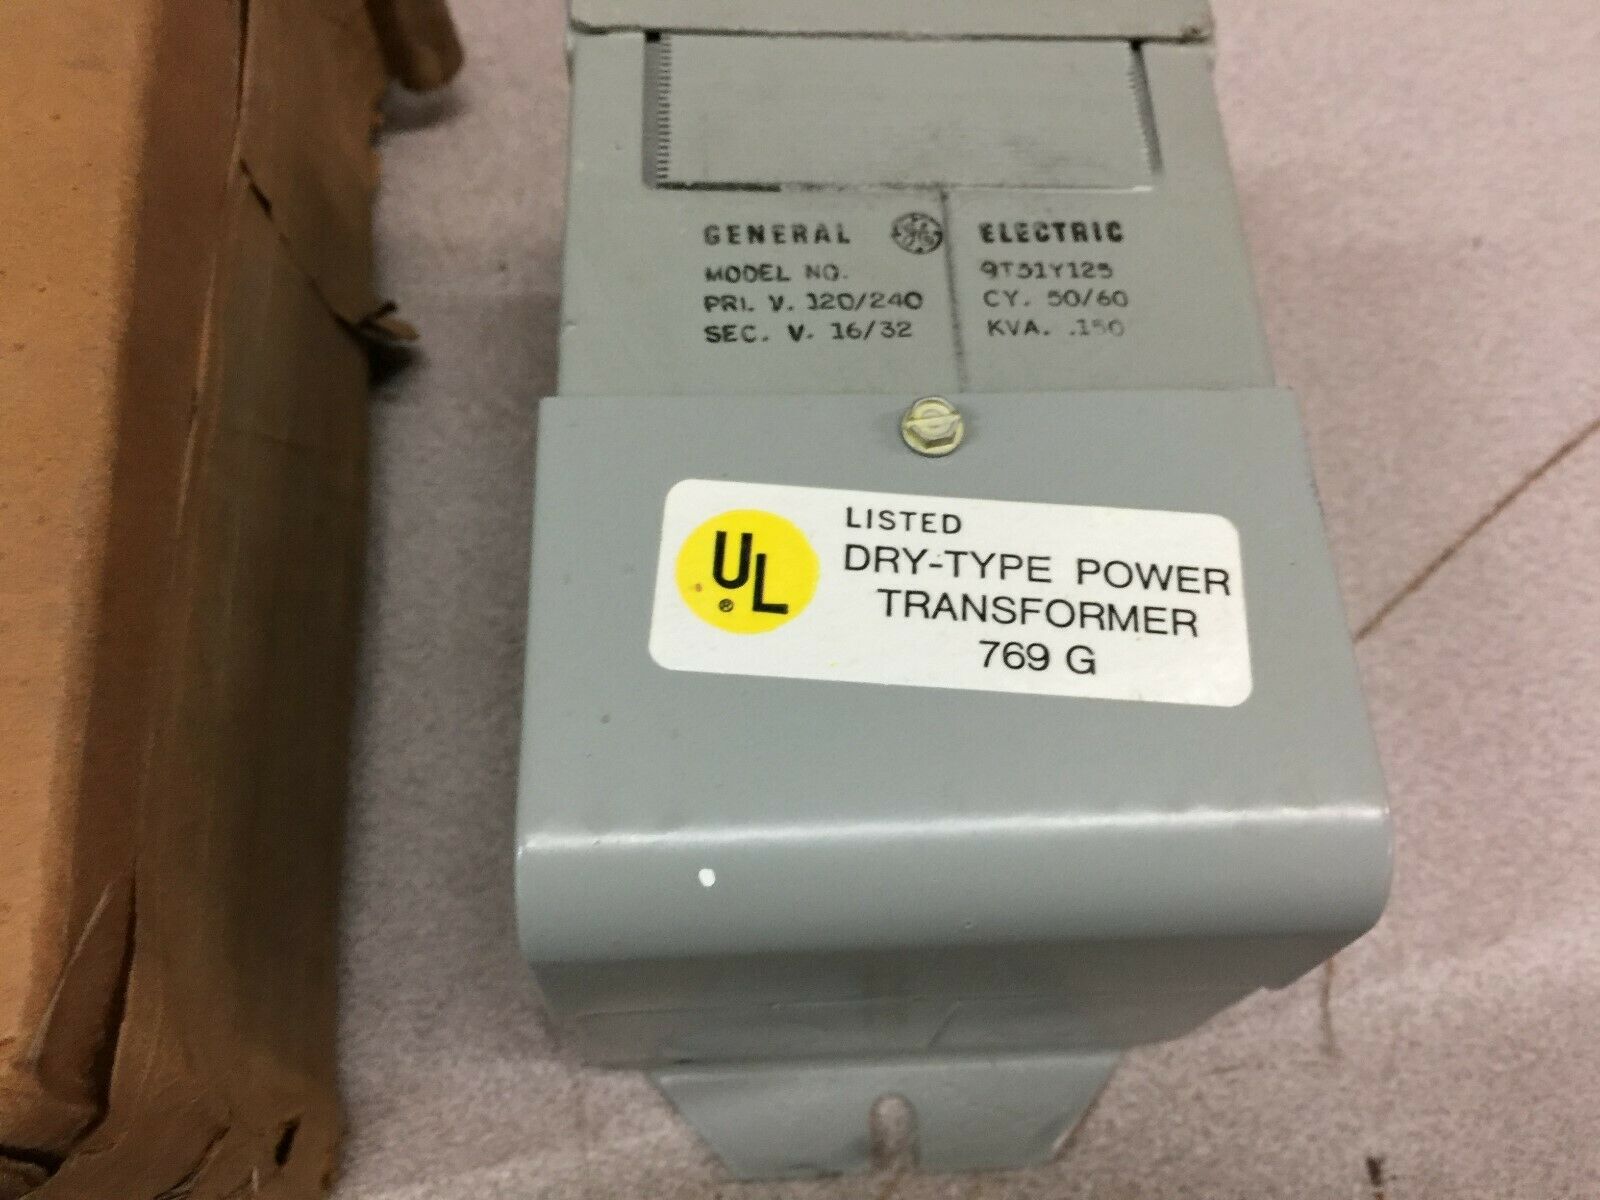 GENERAL GE ELECTRIC
MODEL NO. 9T51Y125
PRI. V. 120/240 CY. 50/60
SEC. V. 16/32 KVA. .150
UL
®
LISTED
DRY-TYPE POWER
TRANSFORMER
769 G